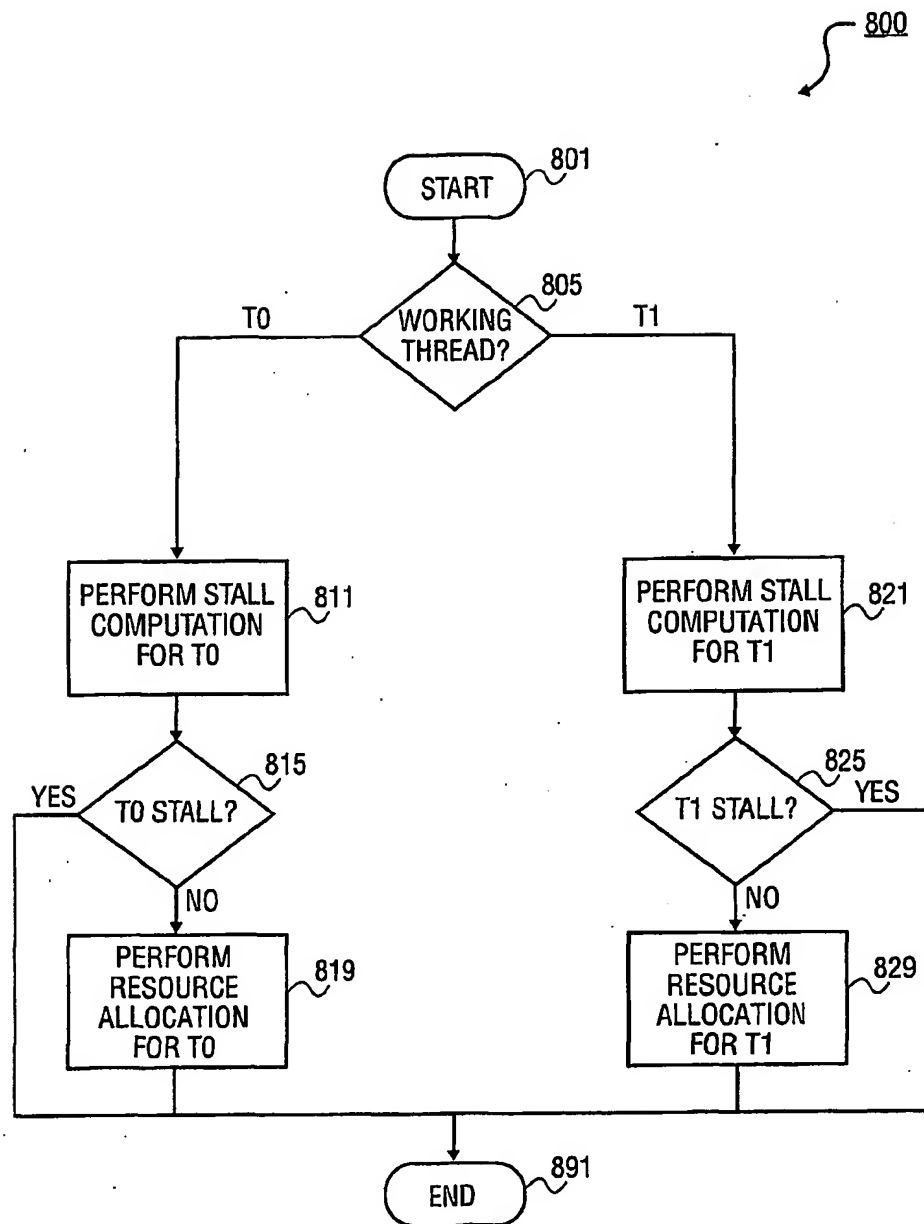 800
START
801
WORKING
THREAD?
805
T0
T1
PERFORM STALL
COMPUTATION
FOR T0
811
PERFORM STALL
COMPUTATION
FOR T1
821
T0 STALL?
815
YES
NO
T1 STALL?
825
YES
NO
PERFORM
RESOURCE
ALLOCATION
FOR T0
819
PERFORM
RESOURCE
ALLOCATION
FOR T1
829
END
891